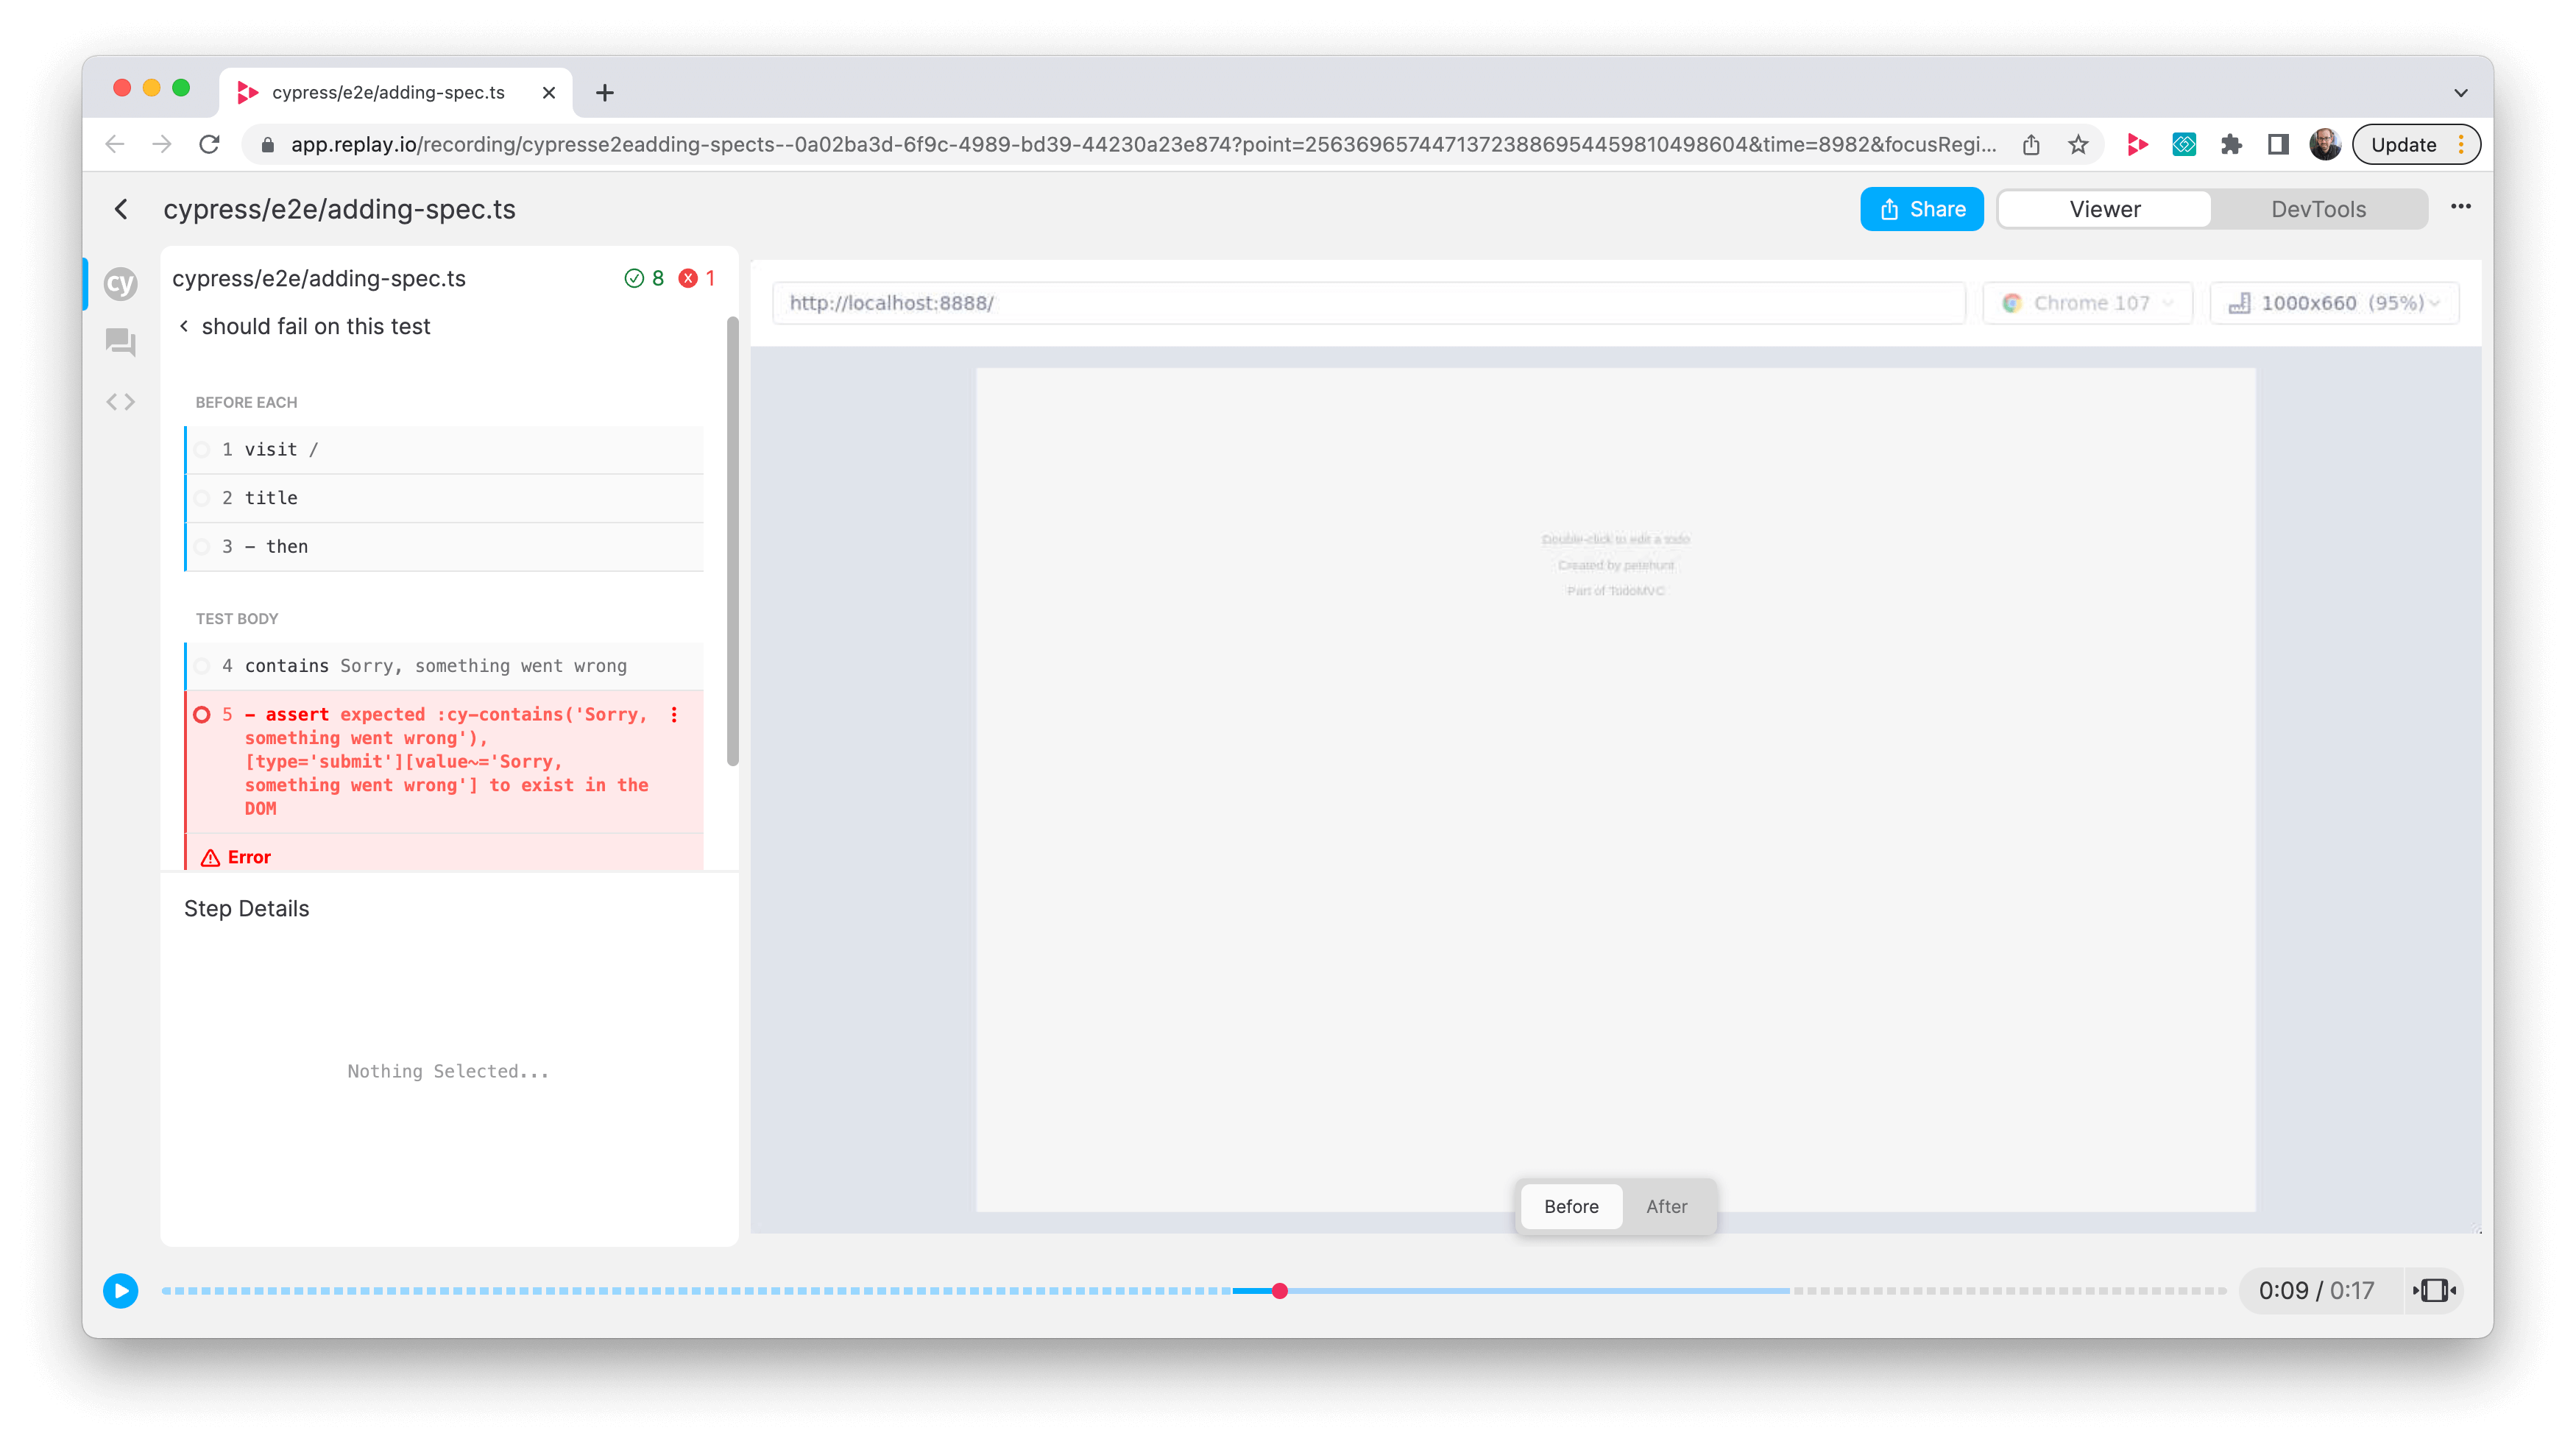 cypress/e2e/adding-spec.ts
app.replay.io/recording/cypresse2eadding-spects--0a02ba3d-6f9c-4989-bd39-44230a23e874?point=25636965744713723886954459810498604&time=8982&focusRegi...
Update
cypress/e2e/adding-spec.ts
Share
Viewer
DevTools
cy
cypress/e2e/adding-spec.ts
8
1
should fail on this test
BEFORE EACH
1 visit /
2 title
3 - then
TEST BODY
4 contains Sorry, something went wrong
5 - assert expected :cy-contains('Sorry,
something went wrong'),
[type='submit'][value~='Sorry,
something went wrong'] to exist in the
DOM
Error
Step Details
Nothing Selected...
http://localhost:8888/
Chrome 107
1000x660 (95%)
Double-click to edit a todo
Created by petehunt
Part of TodoMVC
Before
After
0:09 / 0:17